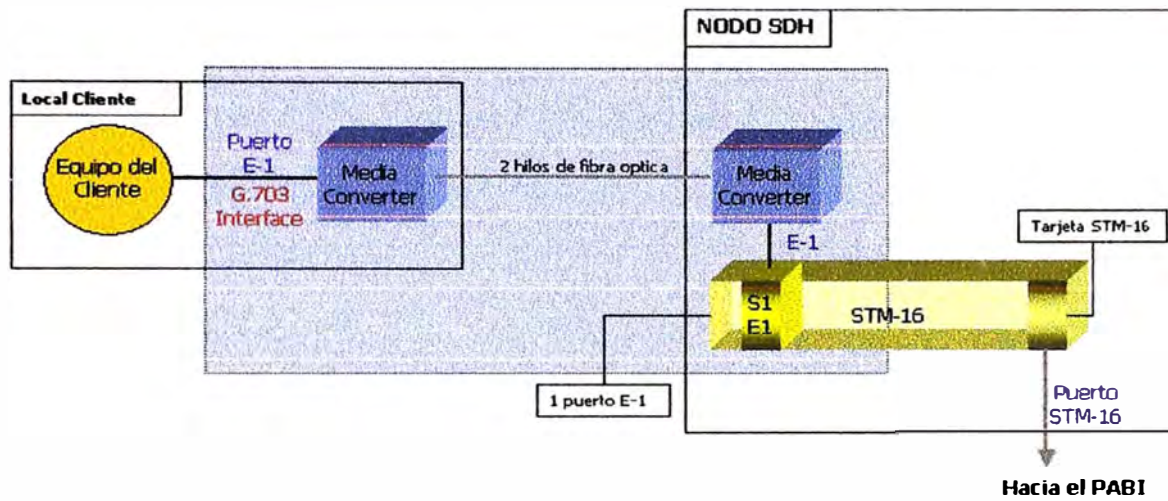 NODO SDH
Local Cliente
Equipo del
Cliente
Puerto
E-1
G.703
Interface
Media
Converter
2 hilos de fibra optica
Media
Converter
E-1
Tarjeta STM-16
S1
E1
STM-16
1 puerto E-1
Puerto
STM-16
Hacia el PABI